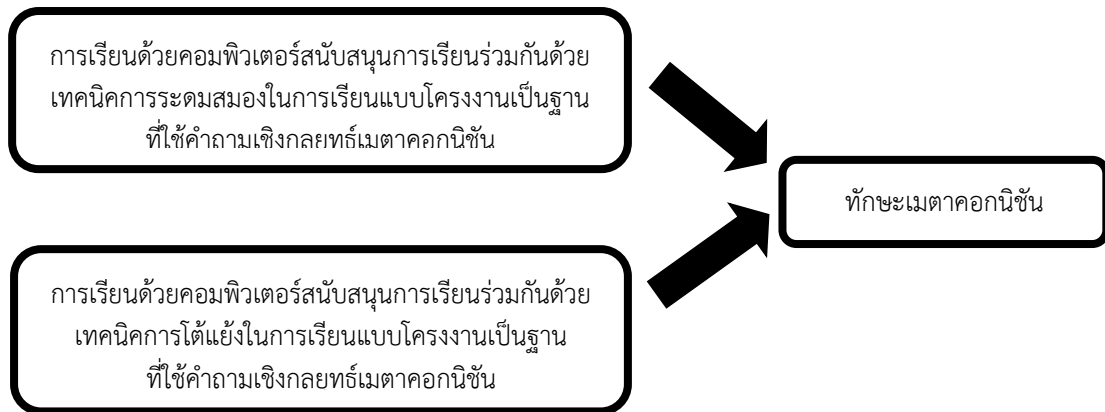 การเรียนด้วยคอมพิวเตอร์สนับสนุนการเรียนร่วมกันด้วย
เทคนิคการระดมสมองในการเรียนแบบโครงงานเป็นฐาน
ที่ใช้คำถามเชิงกลยุทธ์เมตาคอกนิชัน
ทักษะเมตาคอกนิชัน
การเรียนด้วยคอมพิวเตอร์สนับสนุนการเรียนร่วมกันด้วย
เทคนิคการโต้แย้งในการเรียนแบบโครงงานเป็นฐาน
ที่ใช้คำถามเชิงกลยุทธ์เมตาคอกนิชัน